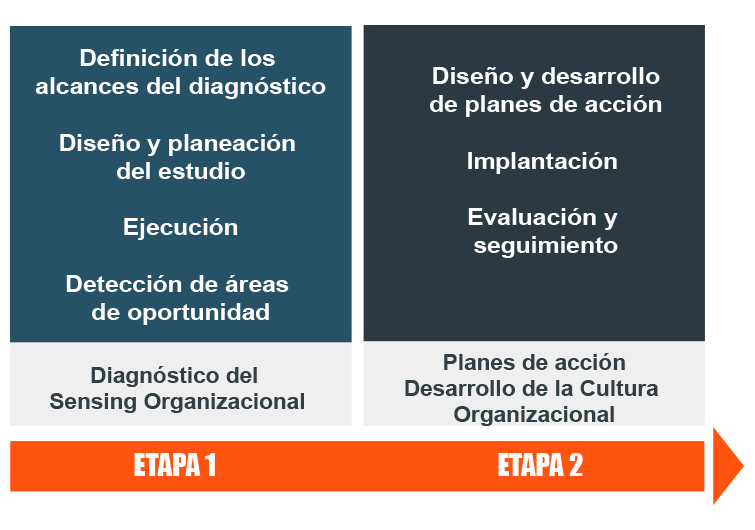 Definición de los
alcances del diagnóstico
Diseño y planeación
del estudio
Ejecución
Detección de áreas
de oportunidad
Diagnóstico del
Sensing Organizacional
Diseño y desarrollo
de planes de acción
Implantación
Evaluación y
seguimiento
Planes de acción
Desarrollo de la Cultura
Organizacional
ETAPA 1
ETAPA 2